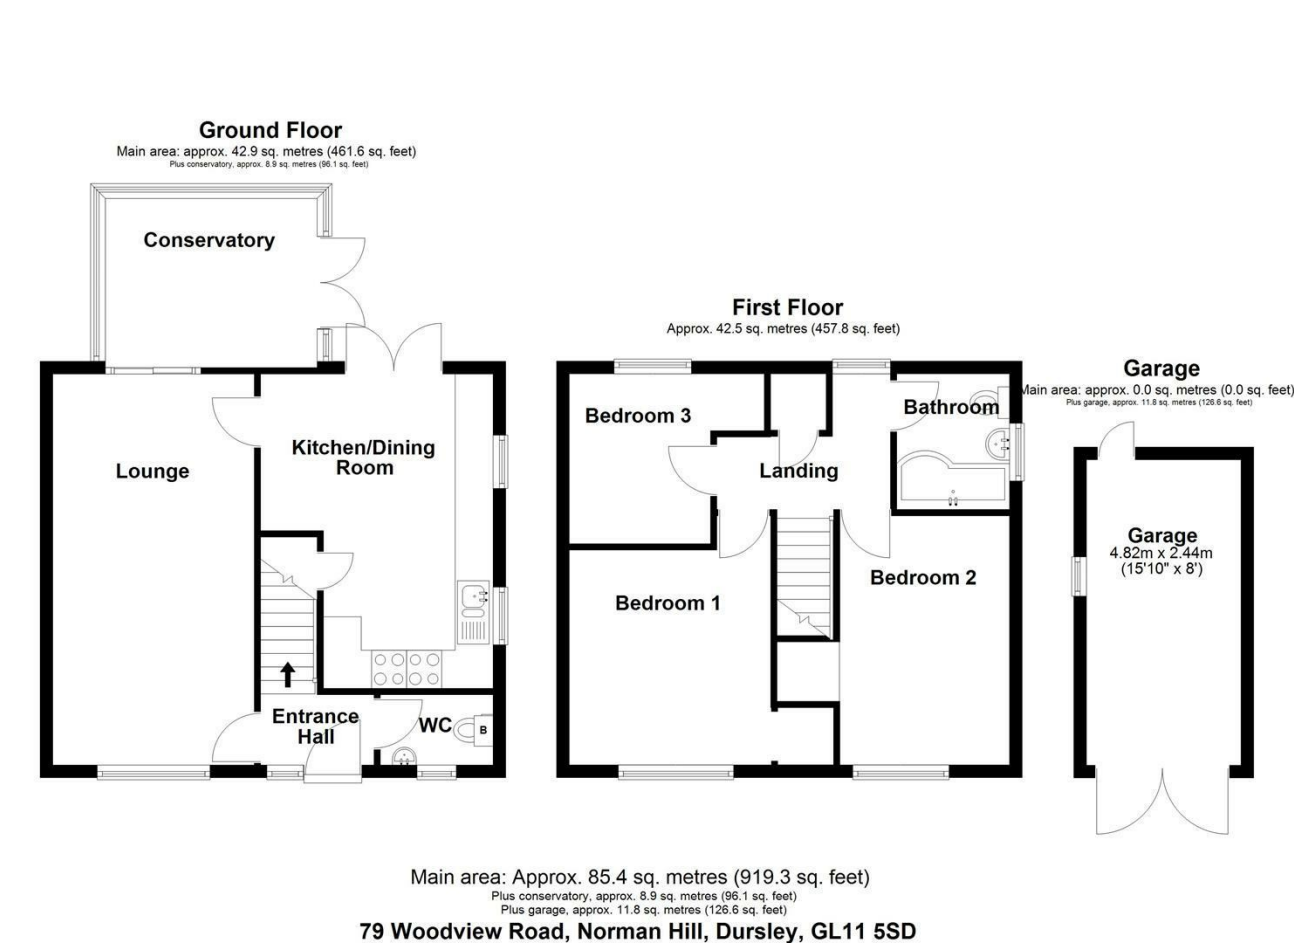 Ground Floor
Main area: approx. 42.9 sq. metres (461.6 sq. feet)
Plus conservatory, approx. 8.9 sq. metres (96.1 sq. feet)
Conservatory
Lounge
Kitchen/Dining
Room
Entrance
Hall
WC
B
First Floor
Approx. 42.5 sq. metres (457.8 sq. feet)
Bedroom 3
Bathroom
Landing
Bedroom 1
Bedroom 2
Garage
Main area: approx. 0.0 sq. metres (0.0 sq. feet)
Plus garage, approx. 11.8 sq. metres (126.6 sq. feet)
Garage
4.82m x 2.44m
(15'10" x 8')
Main area: Approx. 85.4 sq. metres (919.3 sq. feet)
Plus conservatory, approx. 8.9 sq. metres (96.1 sq. feet)
Plus garage, approx. 11.8 sq. metres (126.6 sq. feet)
79 Woodview Road, Norman Hill, Dursley, GL11 5SD